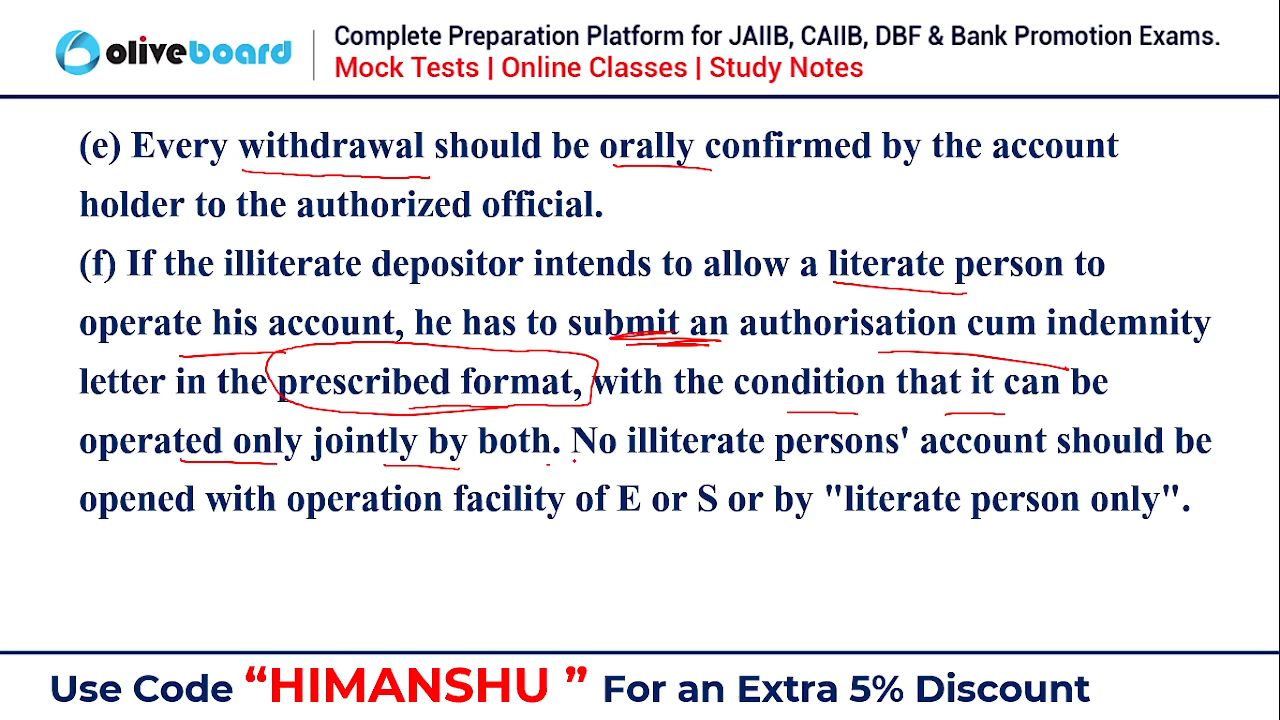 oliveboard
Complete Preparation Platform for JAIIB, CAIIB, DBF & Bank Promotion Exams.
Mock Tests | Online Classes | Study Notes
(e) Every withdrawal should be orally confirmed by the account
holder to the authorized official.
(f) If the illiterate depositor intends to allow a literate person to
operate his account, he has to submit an authorisation cum indemnity
letter in the prescribed format, with the condition that it can be
operated only jointly by both. No illiterate persons' account should be
opened with operation facility of E or S or by "literate person only".
Use Code “HIMANSHU ” For an Extra 5% Discount